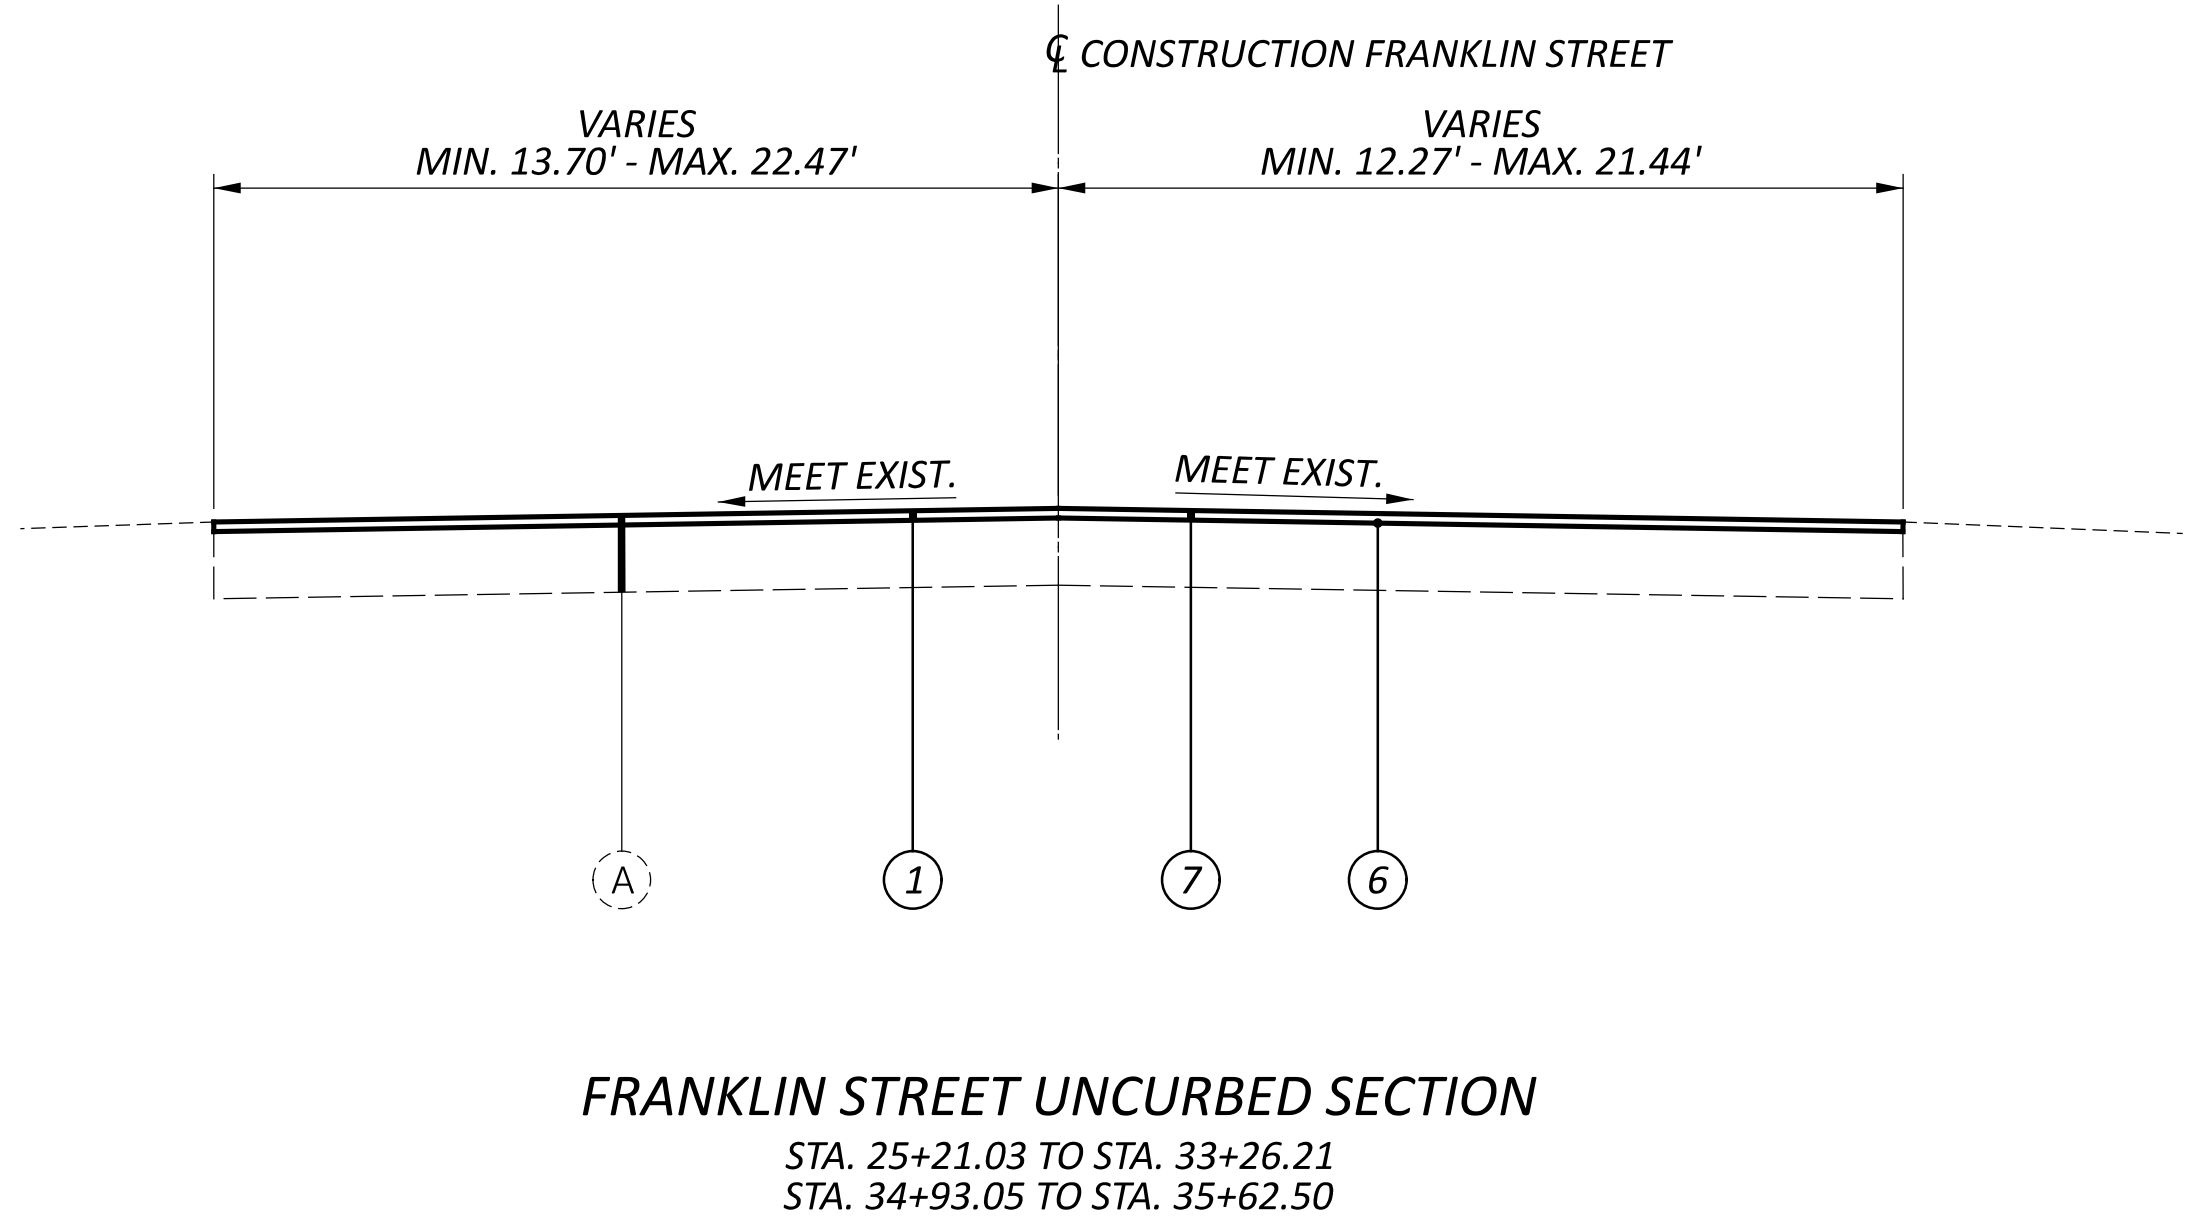 ℄ CONSTRUCTION FRANKLIN STREET
VARIES
MIN. 13.70' - MAX. 22.47'
VARIES
MIN. 12.27' - MAX. 21.44'
MEET EXIST.
MEET EXIST.
A
1
7
6
FRANKLIN STREET UNCURBED SECTION
STA. 25+21.03 TO STA. 33+26.21
STA. 34+93.05 TO STA. 35+62.50